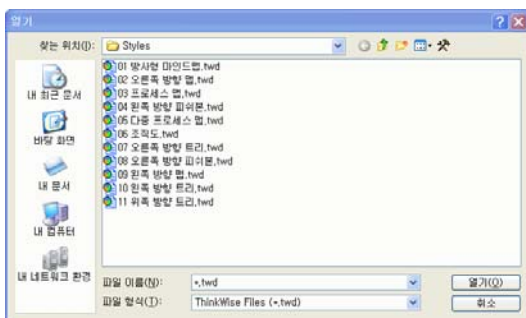 열기
찾는 위치(I):
Styles
내 최근 문서
바탕 화면
내 문서
내 컴퓨터
내 네트워크 환경
01 방사형 마인드맵.twd
02 오른쪽 방향 맵.twd
03 프로세스 맵.twd
04 왼쪽 방향 피쉬본.twd
05 다중 프로세스 맵.twd
06 조직도.twd
07 오른쪽 방향 트리.twd
08 오른쪽 방향 피쉬본.twd
09 왼쪽 방향 맵.twd
10 왼쪽 방향 트리.twd
11 위쪽 방향 트리.twd
파일 이름(N):
*.twd
열기(O)
파일 형식(T):
ThinkWise Files (*.twd)
취소